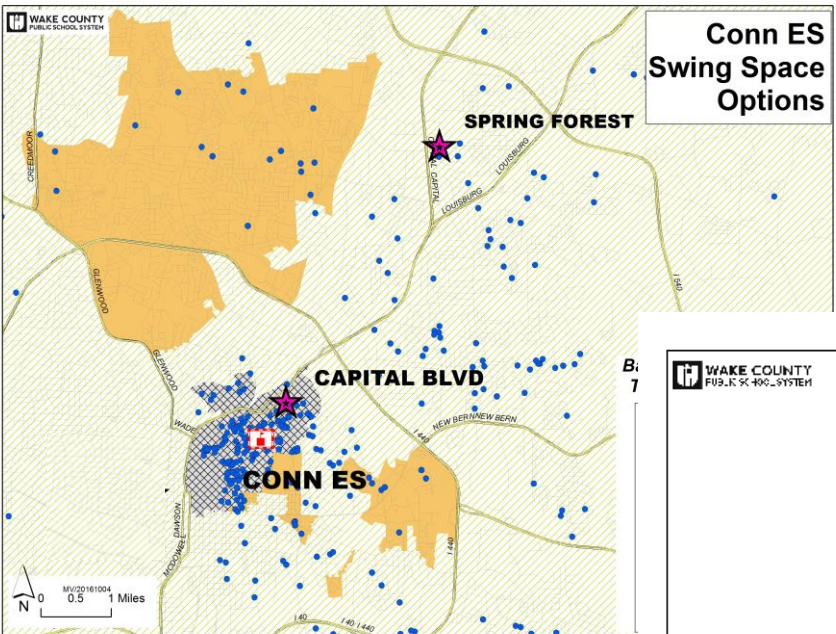 WAKE COUNTY
PUBLIC SCHOOL SYSTEM
Conn ES
Swing Space
Options
SPRING FOREST
CREEDMOOR
CAPITAL
LOUISBURG
LOUISBURG
I 540
GLENWOOD
GLENWOOD
WAKE COUNTY
PUBLIC SCHOOL SYSTEM
Ba
T
CAPITAL BLVD
WADE
NEW BERN NEW BERN
I 440
CONN ES
DAWSON
MCDOWELL
I 440
MV/20161004
N
0 0.5 1 Miles
I 40
I 40 I 440